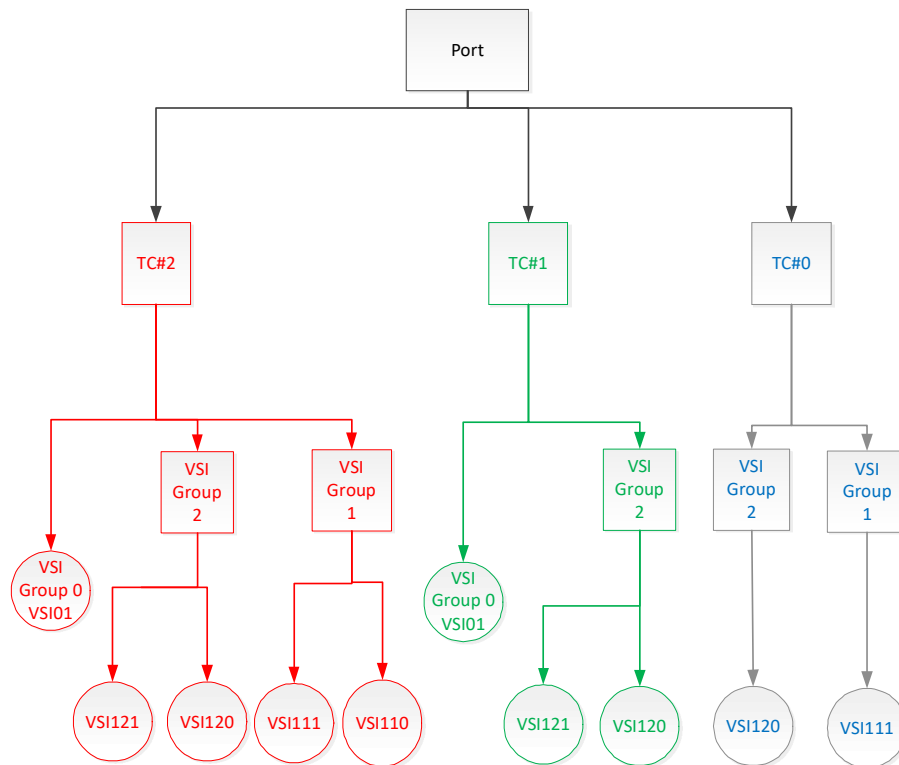 Port
TC#2
TC#1
TC#0
VSI
Group
2
VSI
Group
1
VSI
Group
2
VSI
Group
2
VSI
Group
1
VSI
Group 0
VSI01
VSI
Group 0
VSI01
VSI121
VSI120
VSI111
VSI110
VSI121
VSI120
VSI120
VSI111